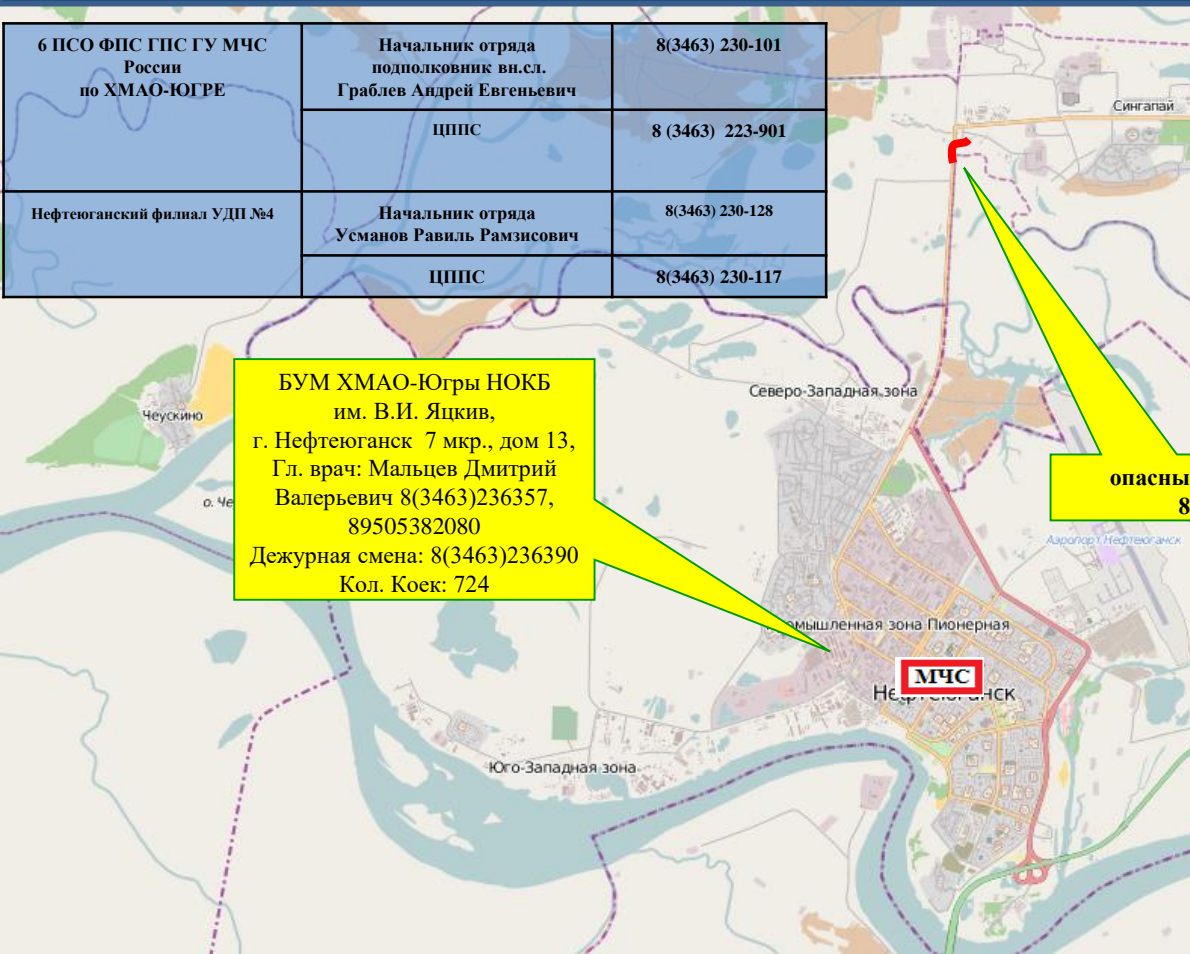 6 ПСО ФПС ГПС ГУ МЧС
России
по ХМАО-ЮГРЕ
Начальник отряда
подполковник вн.сл.
Граблев Андрей Евгеньевич
8(3463) 230-101
ЦППС
8 (3463) 223-901
Нефтеюганский филиал УДП №4
Начальник отряда
Усманов Равиль Рамзисович
8(3463) 230-128
ЦППС
8(3463) 230-117
Сингапай
Чеускино
Северо-Западная зона
БУМ ХМАО-Югры НОКБ
им. В.И. Яцкив,
г. Нефтеюганск 7 мкр., дом 13,
Гл. врач: Мальцев Дмитрий
Валерьевич 8(3463)236357,
89505382080
Дежурная смена: 8(3463)236390
Кол. Коек: 724
о. Че
опасны
8
Аэропорт Нефтеюганск
омышленная зона Пионерная
МЧС
Юго-Западная зона